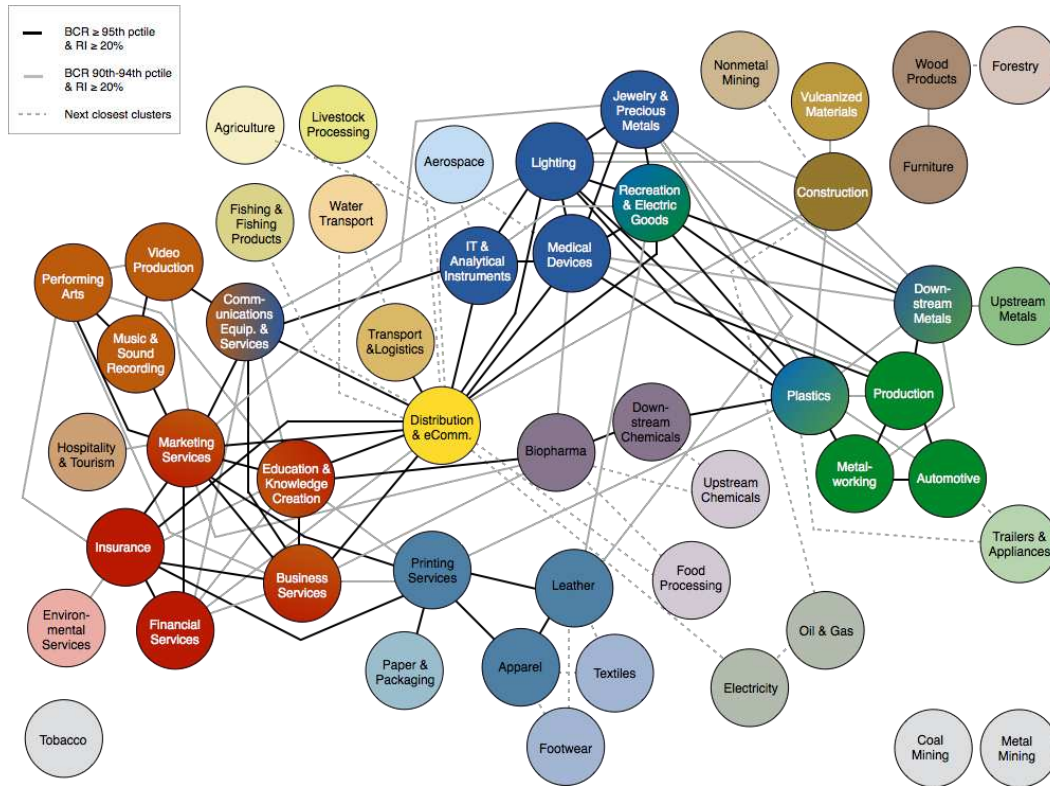 BCR ≥ 95th pctile
& RI ≥ 20%
BCR 90th-94th pctile
& RI ≥ 20%
Next closest clusters
Agriculture
Livestock
Processing
Aerospace
Fishing &
Fishing
Products
Water
Transport
Jewelry &
Precious
Metals
Lighting
Recreation
& Electric
Goods
Nonmetal
Mining
Vulcanized
Materials
Construction
Wood
Products
Forestry
Furniture
Performing
Arts
Video
Production
Music &
Sound
Recording
Comm-
unications
Equip. &
Services
IT &
Analytical
Instruments
Medical
Devices
Transport
&Logistics
Down-
stream
Metals
Upstream
Metals
Plastics
Production
Hospitality
& Tourism
Marketing
Services
Education &
Knowledge
Creation
Distribution
& eComm.
Biopharma
Down-
stream
Chemicals
Upstream
Chemicals
Metal-
working
Automotive
Trailers &
Appliances
Insurance
Business
Services
Printing
Services
Leather
Food
Processing
Environ-
mental
Services
Financial
Services
Paper &
Packaging
Apparel
Textiles
Oil & Gas
Electricity
Footwear
Tobacco
Coal
Mining
Metal
Mining